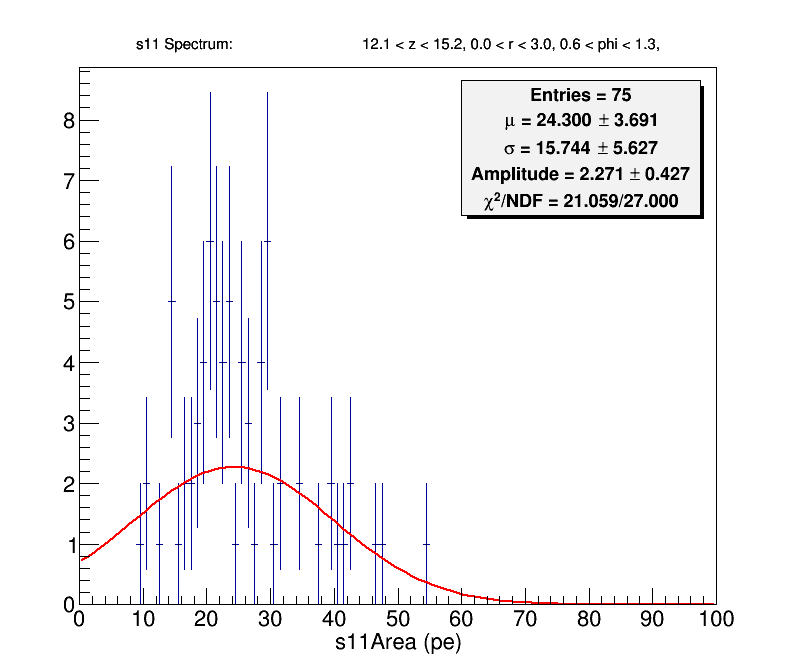 s11 Spectrum: 12.1 < z < 15.2, 0.0 < r < 3.0, 0.6 < phi < 1.3,
Entries = 75
μ = 24.300 ± 3.691
σ = 15.744 ± 5.627
Amplitude = 2.271 ± 0.427
χ²/NDF = 21.059/27.000
8
7
6
5
4
3
2
1
0
0 10 20 30 40 50 60 70 80 90 100
s11Area (pe)